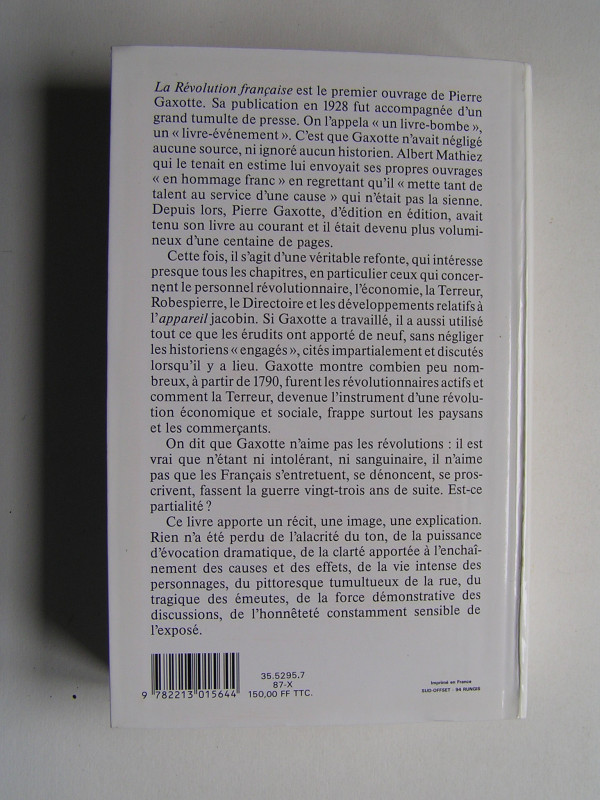 La Révolution française est le premier ouvrage de Pierre
Gaxotte. Sa publication en 1928 fut accompagnée d'un
grand tumulte de presse. On l'appela « un livre-bombe »,
un « livre-événement ». C'est que Gaxotte n'avait négligé
aucune source, ni ignoré aucun historien. Albert Mathiez
qui le tenait en estime lui envoyait ses propres ouvrages
« en hommage franc » en regrettant qu'il « mette tant de
talent au service d'une cause » qui n'était pas la sienne.
Depuis lors, Pierre Gaxotte, d'édition en édition, avait
tenu son livre au courant et il était devenu plus volumi-
neux d'une centaine de pages.
Cette fois, il s'agit d'une véritable refonte, qui intéresse
presque tous les chapitres, en particulier ceux qui concer-
nent le personnel révolutionnaire, l'économie, la Terreur,
Robespierre, le Directoire et les développements relatifs à
l'appareil jacobin. Si Gaxotte a travaillé, il a aussi utilisé
tout ce que les érudits ont apporté de neuf, sans négliger
les historiens « engagés », cités impartialement et discutés
lorsqu'il y a lieu. Gaxotte montre combien peu nom-
breux, à partir de 1790, furent les révolutionnaires actifs et
comment la Terreur, devenue l'instrument d'une révolu-
tion économique et sociale, frappe surtout les paysans
et les commerçants.
On dit que Gaxotte n'aime pas les révolutions : il est
vrai que n'étant ni intolérant, ni sanguinaire, il n'aime
pas que les Français s'entretuent, se dénoncent, se pros-
crivent, fassent la guerre vingt-trois ans de suite. Est-ce
partialité ?
Ce livre apporte un récit, une image, une explication.
Rien n'a été perdu de l'alacrité du ton, de la puissance
d'évocation dramatique, de la clarté apportée à l'enchaî-
nement des causes et des effets, de la vie intense des
personnages, du pittoresque tumultueux de la rue, du
tragique des émeutes, de la force démonstrative des
discussions, de l'honnêteté constamment sensible de
l'exposé.
35.5295.7
87-X
9 782213 015644
150,00 FF TTC.
Imprimé en France
SUD-OFFSET - 94 RUNGIS